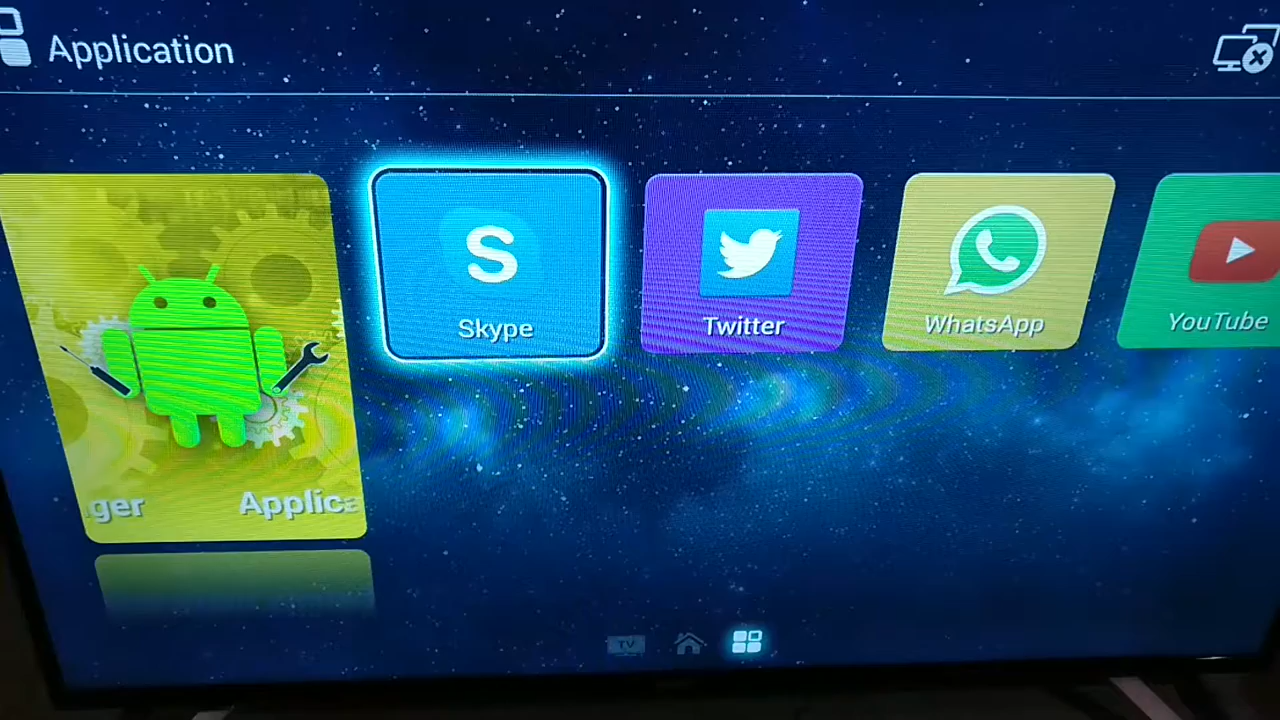 Application
Skype
Twitter
WhatsApp
YouTube
ger
Applica
TV